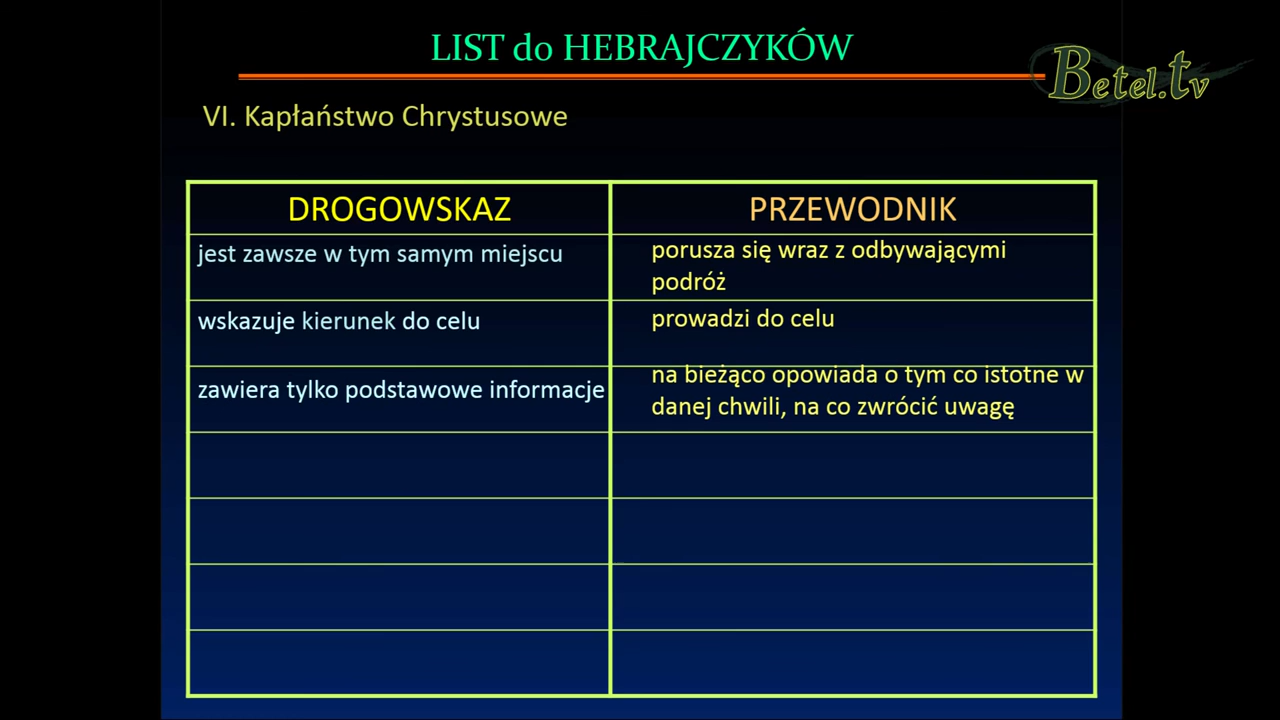 LIST do HEBRAJCZYKÓW
Betel.tv
VI. Kapłaństwo Chrystusowe
DROGOWSKAZ
PRZEWODNIK
jest zawsze w tym samym miejscu
porusza się wraz z odbywającymi
podróż
wskazuje kierunek do celu
prowadzi do celu
zawiera tylko podstawowe informacje
na bieżąco opowiada o tym co istotne w
danej chwili, na co zwrócić uwagę